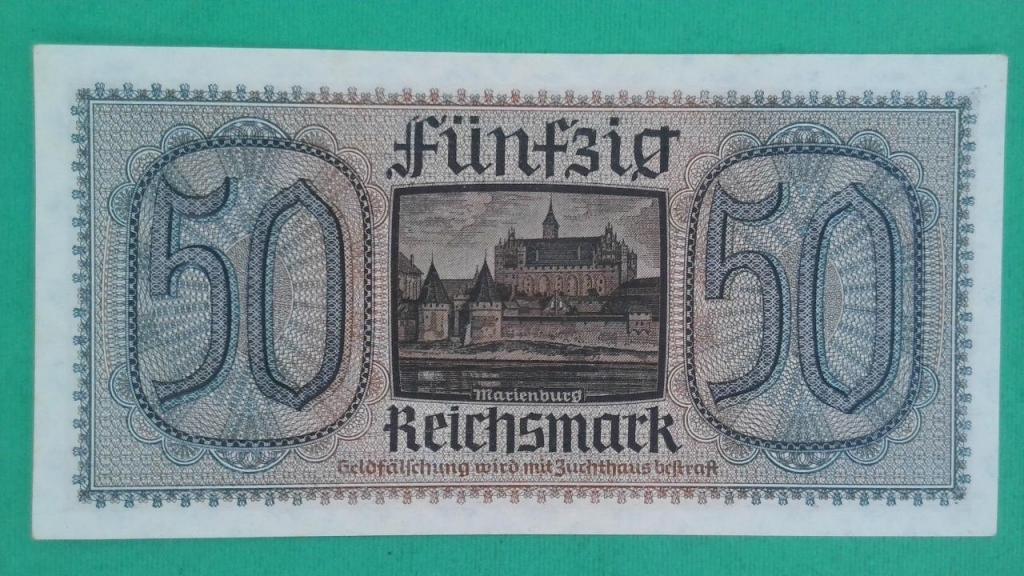 Fünfzig
50
50
Marienburg
Reichsmark
Geldfälschung wird mit Zuchthaus bestraft